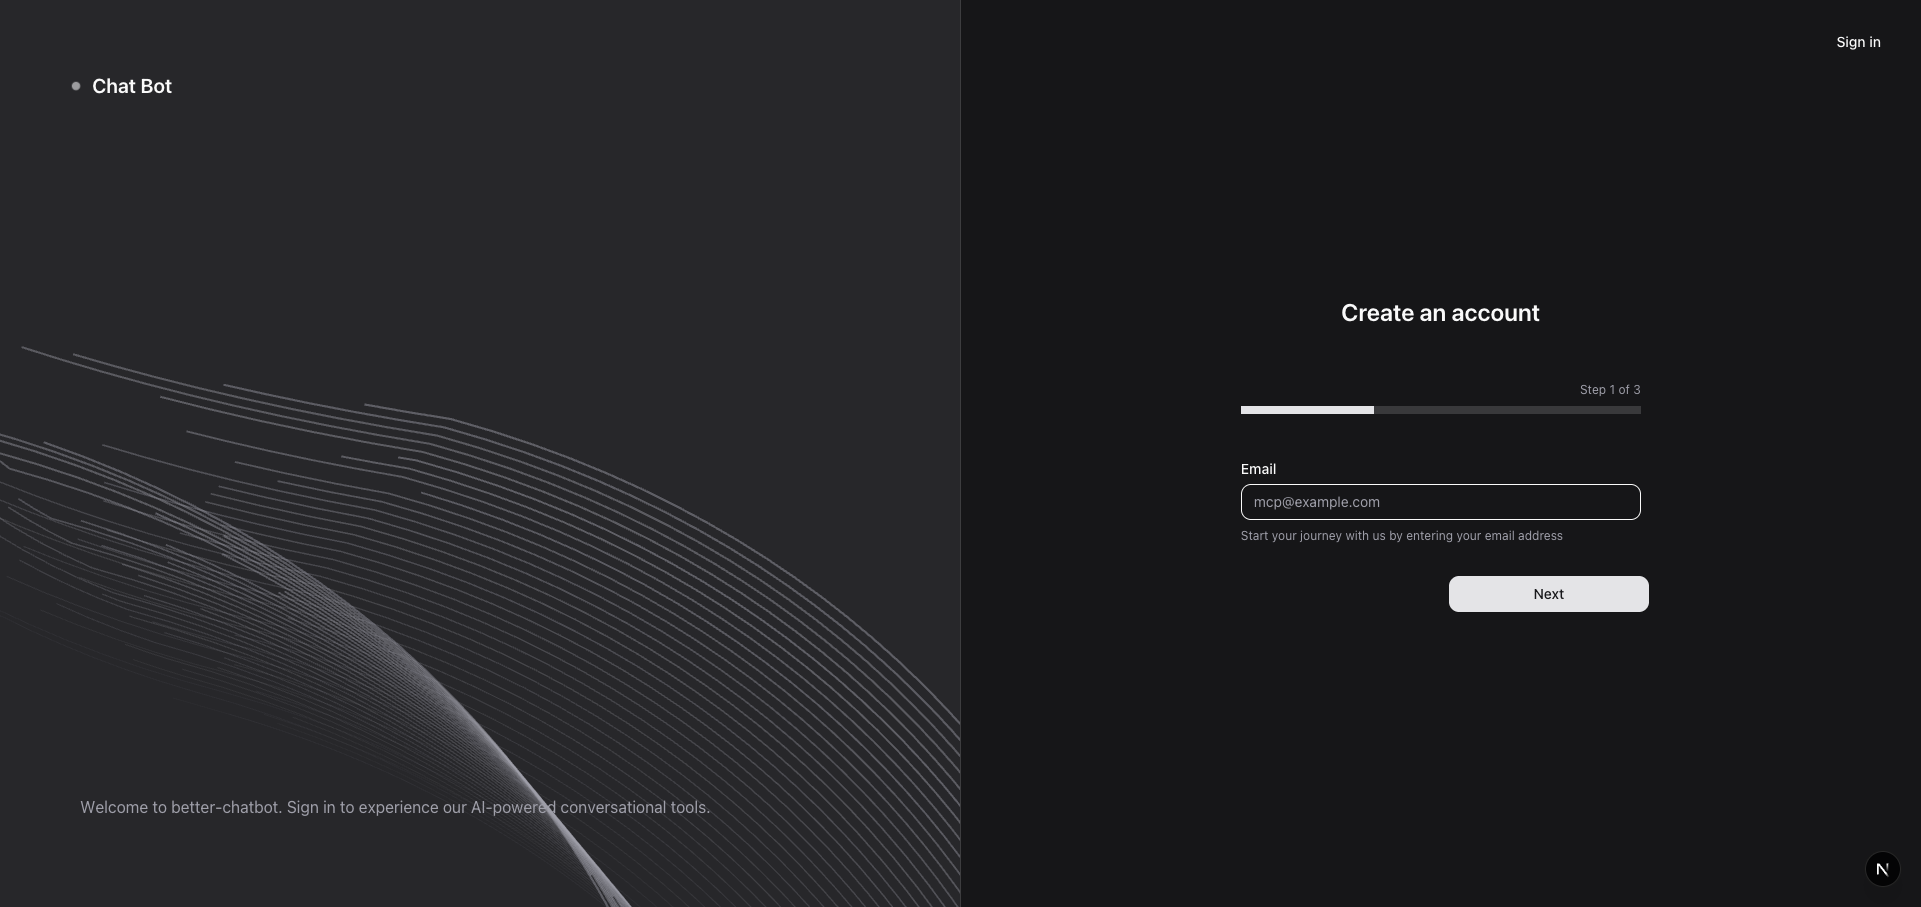 Sign in
Chat Bot
Create an account
Step 1 of 3
Email
mcp@example.com
Start your journey with us by entering your email address
Next
Welcome to better-chatbot. Sign in to experience our AI-powered conversational tools.
N